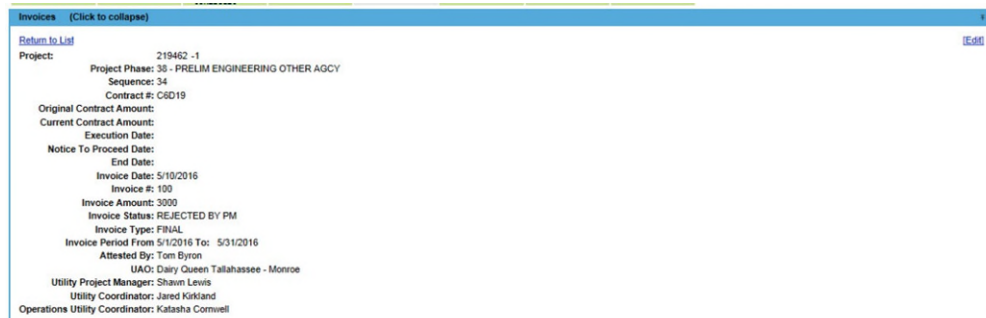 Invoices (Click to collapse)
Return to List [Edit]
Project: 219462 -1
Project Phase: 38 - PRELIM ENGINEERING OTHER AGCY
Sequence: 34
Contract #: C6D19
Original Contract Amount:
Current Contract Amount:
Execution Date:
Notice To Proceed Date:
End Date:
Invoice Date: 5/10/2016
Invoice #: 100
Invoice Amount: 3000
Invoice Status: REJECTED BY PM
Invoice Type: FINAL
Invoice Period From 5/1/2016 To: 5/31/2016
Attested By: Tom Byron
UAO: Dairy Queen Tallahassee - Monroe
Utility Project Manager: Shawn Lewis
Utility Coordinator: Jared Kirkland
Operations Utility Coordinator: Katasha Cornwell